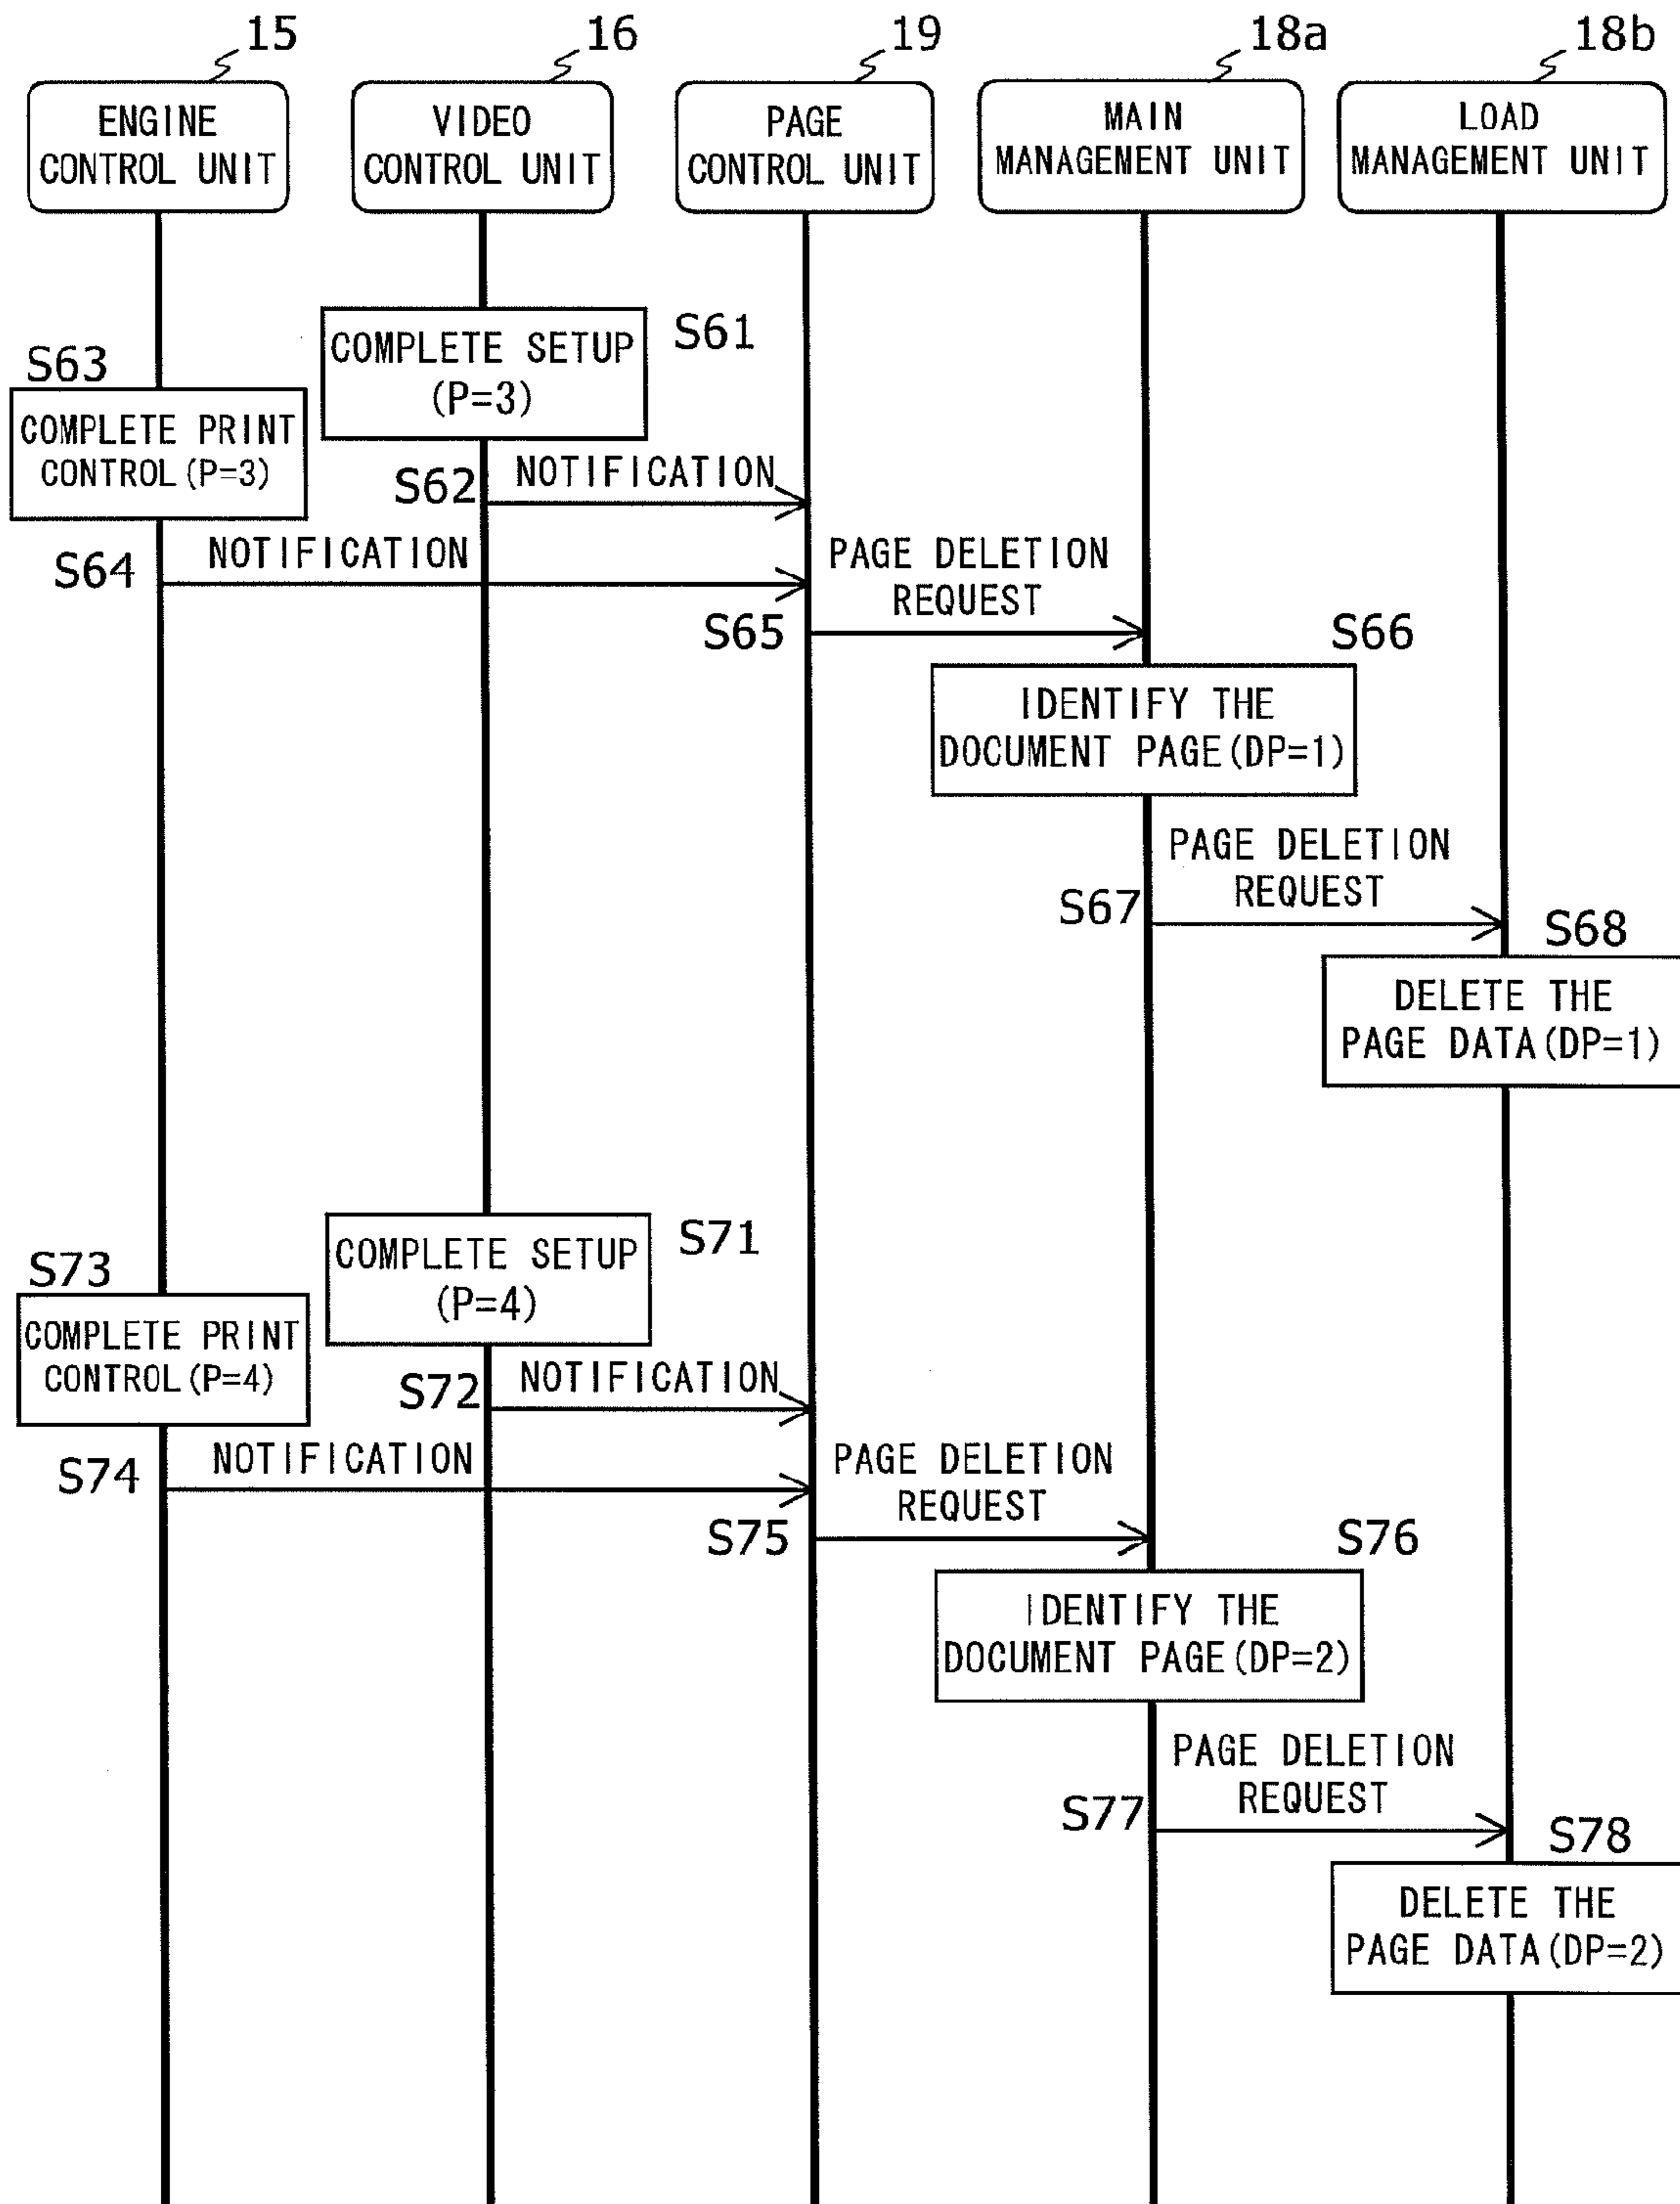 15
16
19
18a
18b
ENGINE
CONTROL UNIT
VIDEO
CONTROL UNIT
PAGE
CONTROL UNIT
MAIN
MANAGEMENT UNIT
LOAD
MANAGEMENT UNIT
COMPLETE SETUP
(P=3)
S61
S63
COMPLETE PRINT
CONTROL(P=3)
S62
NOTIFICATION
S64
NOTIFICATION
PAGE DELETION
REQUEST
S65
S66
IDENTIFY THE
DOCUMENT PAGE(DP=1)
PAGE DELETION
REQUEST
S67
S68
DELETE THE
PAGE DATA(DP=1)
COMPLETE SETUP
(P=4)
S71
S73
COMPLETE PRINT
CONTROL(P=4)
S72
NOTIFICATION
S74
NOTIFICATION
PAGE DELETION
REQUEST
S75
S76
IDENTIFY THE
DOCUMENT PAGE(DP=2)
PAGE DELETION
REQUEST
S77
S78
DELETE THE
PAGE DATA(DP=2)